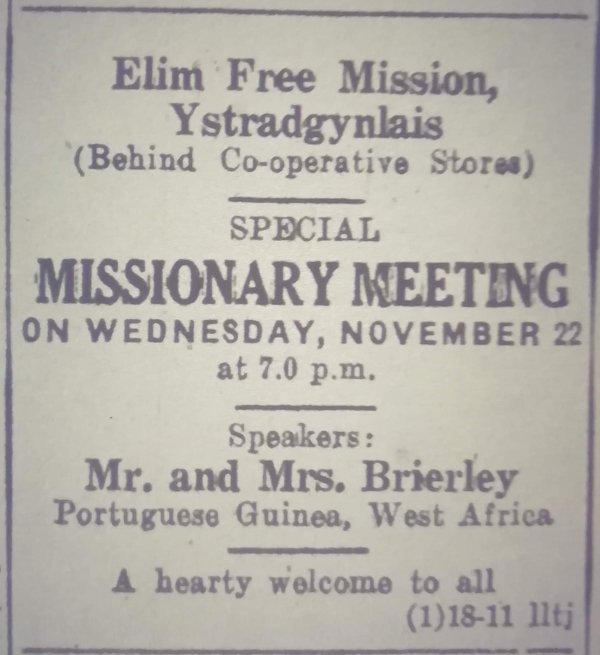 Elim Free Mission,
Ystradgynlais
(Behind Co-operative Stores)
SPECIAL
MISSIONARY MEETING
ON WEDNESDAY, NOVEMBER 22
at 7.0 p.m.
Speakers:
Mr. and Mrs. Brierley
Portuguese Guinea, West Africa
A hearty welcome to all
(1)18-11 lltj